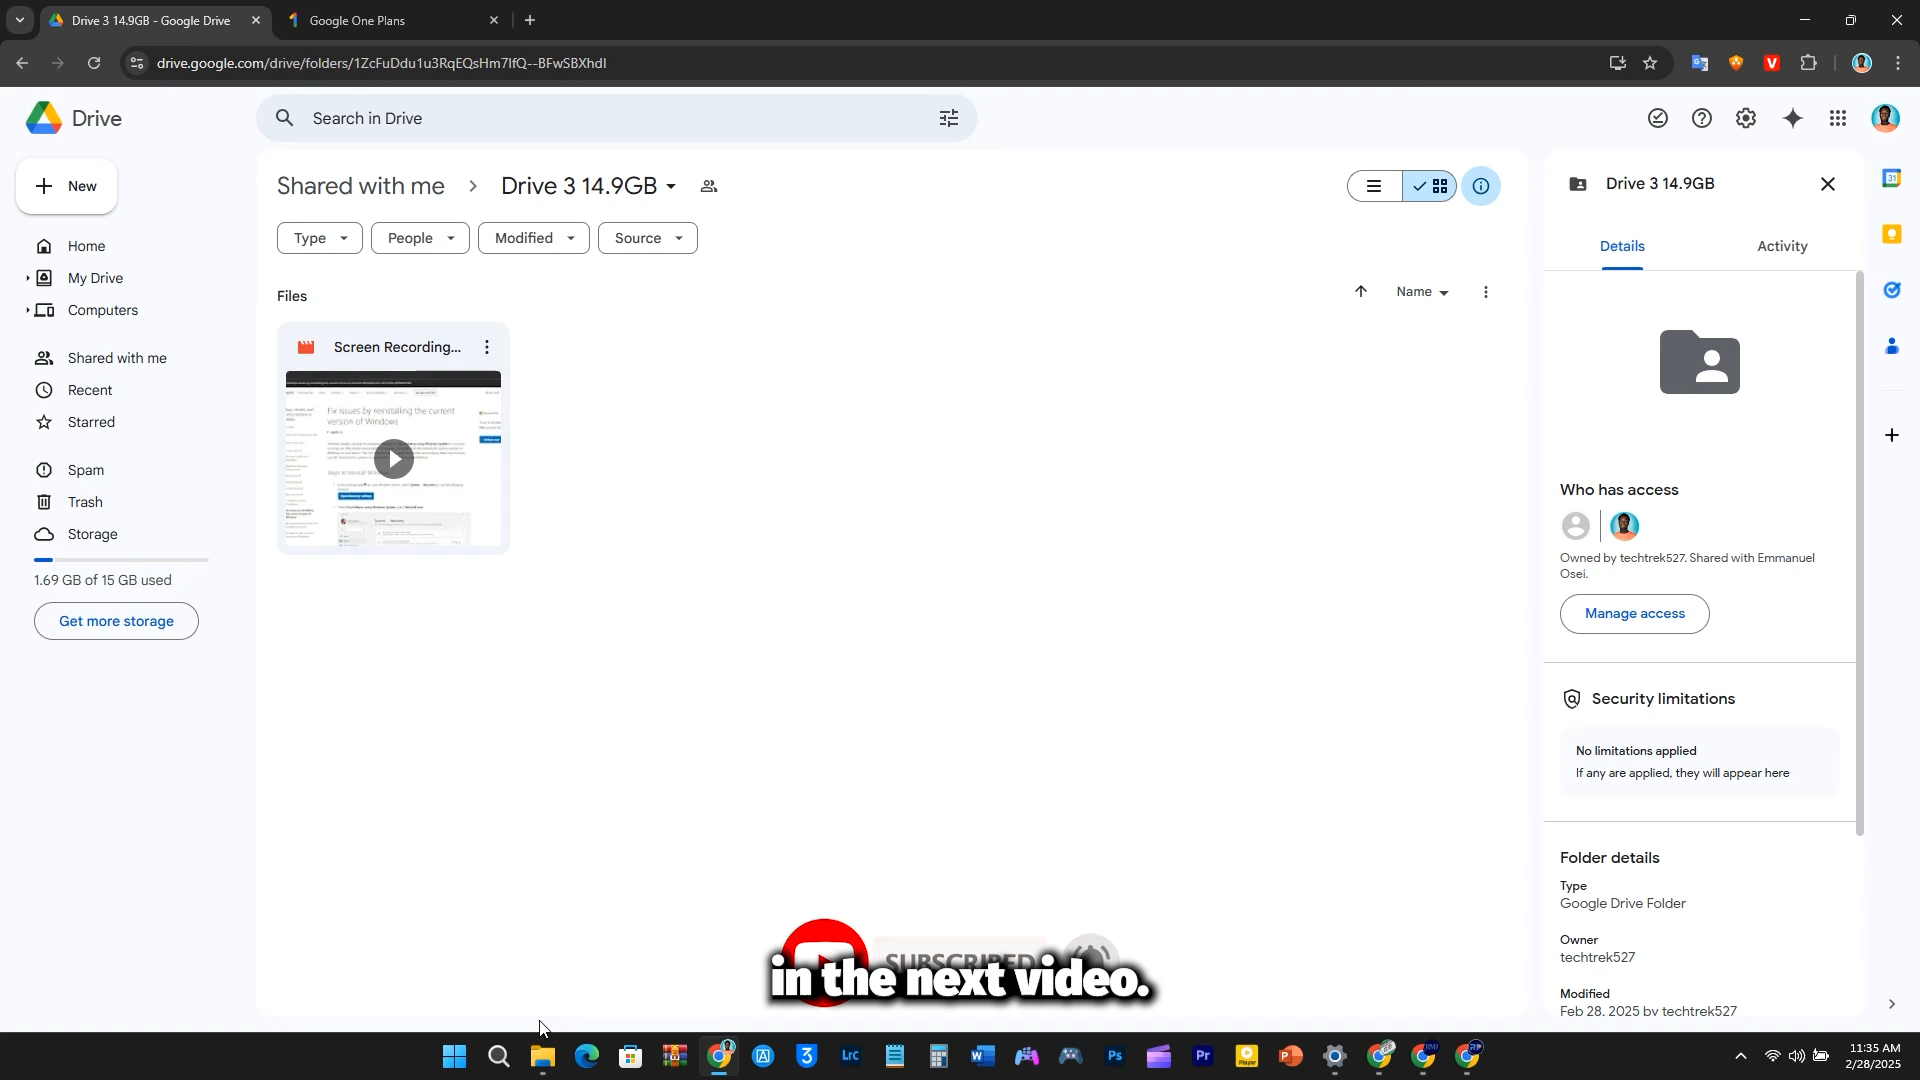 Drive 3 14.9GB - Google Drive
Google One Plans
drive.google.com/drive/folders/1ZcFuDdu1u3RqEQsHm7IfQ--BFwSBXhdI
Drive
Search in Drive
New
Home
My Drive
Computers
Shared with me
Recent
Starred
Spam
Trash
Storage
1.69 GB of 15 GB used
Get more storage
Shared with me > Drive 3 14.9GB
Type People Modified Source
Files
Name
Screen Recording...
Fix issues by reinstalling the current
version of Windows
Drive 3 14.9GB
Details Activity
Who has access
Owned by techtrek527. Shared with Emmanuel
Osei.
Manage access
Security limitations
No limitations applied
If any are applied, they will appear here
Folder details
Type
Google Drive Folder
Owner
techtrek527
Modified
Feb 28, 2025 by techtrek527
31
SUBSCRIBED
in the next video.
Lrc
Ps
Pr
11:35 AM
2/28/2025